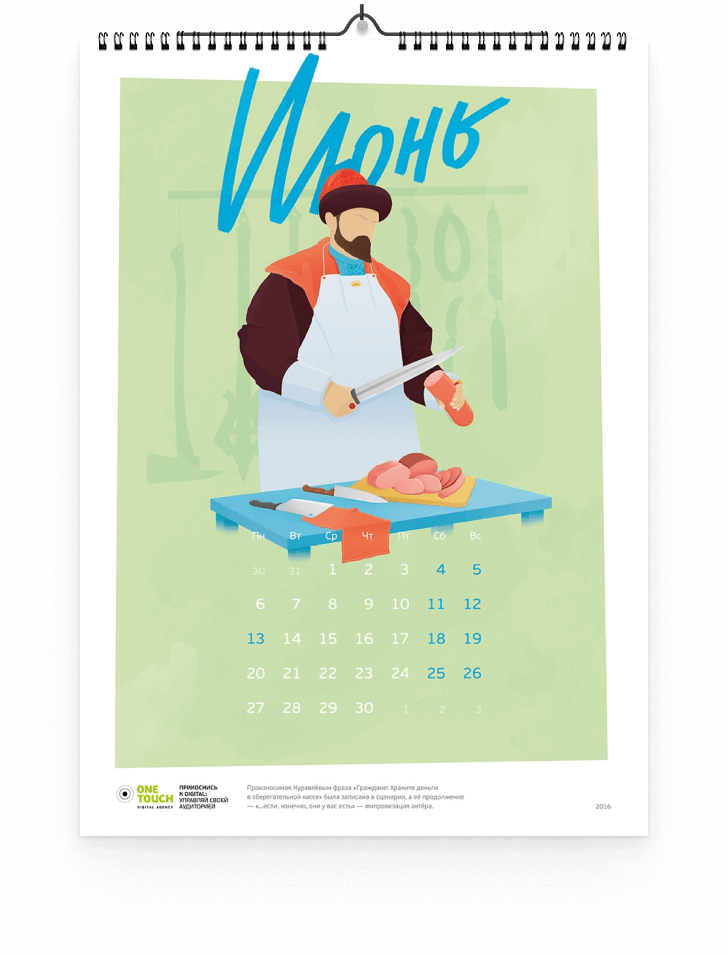 Июнь
Пн Вт Ср Чт Пт Сб Вс
30 31 1 2 3 4 5
6 7 8 9 10 11 12
13 14 15 16 17 18 19
20 21 22 23 24 25 26
27 28 29 30 1 2 3
ONE TOUCH
DIGITAL AGENCY
ПРИКОСНИСЬ
К DIGITAL:
УПРАВЛЯЙ СВОЕЙ
АУДИТОРИЕЙ
Произносимая Куравлёвым фраза «Граждане! Храните деньги
в сберегательной кассе» была записана в сценарии, а её продолжение
— «...если, конечно, они у вас есть» — импровизация актёра.
2016